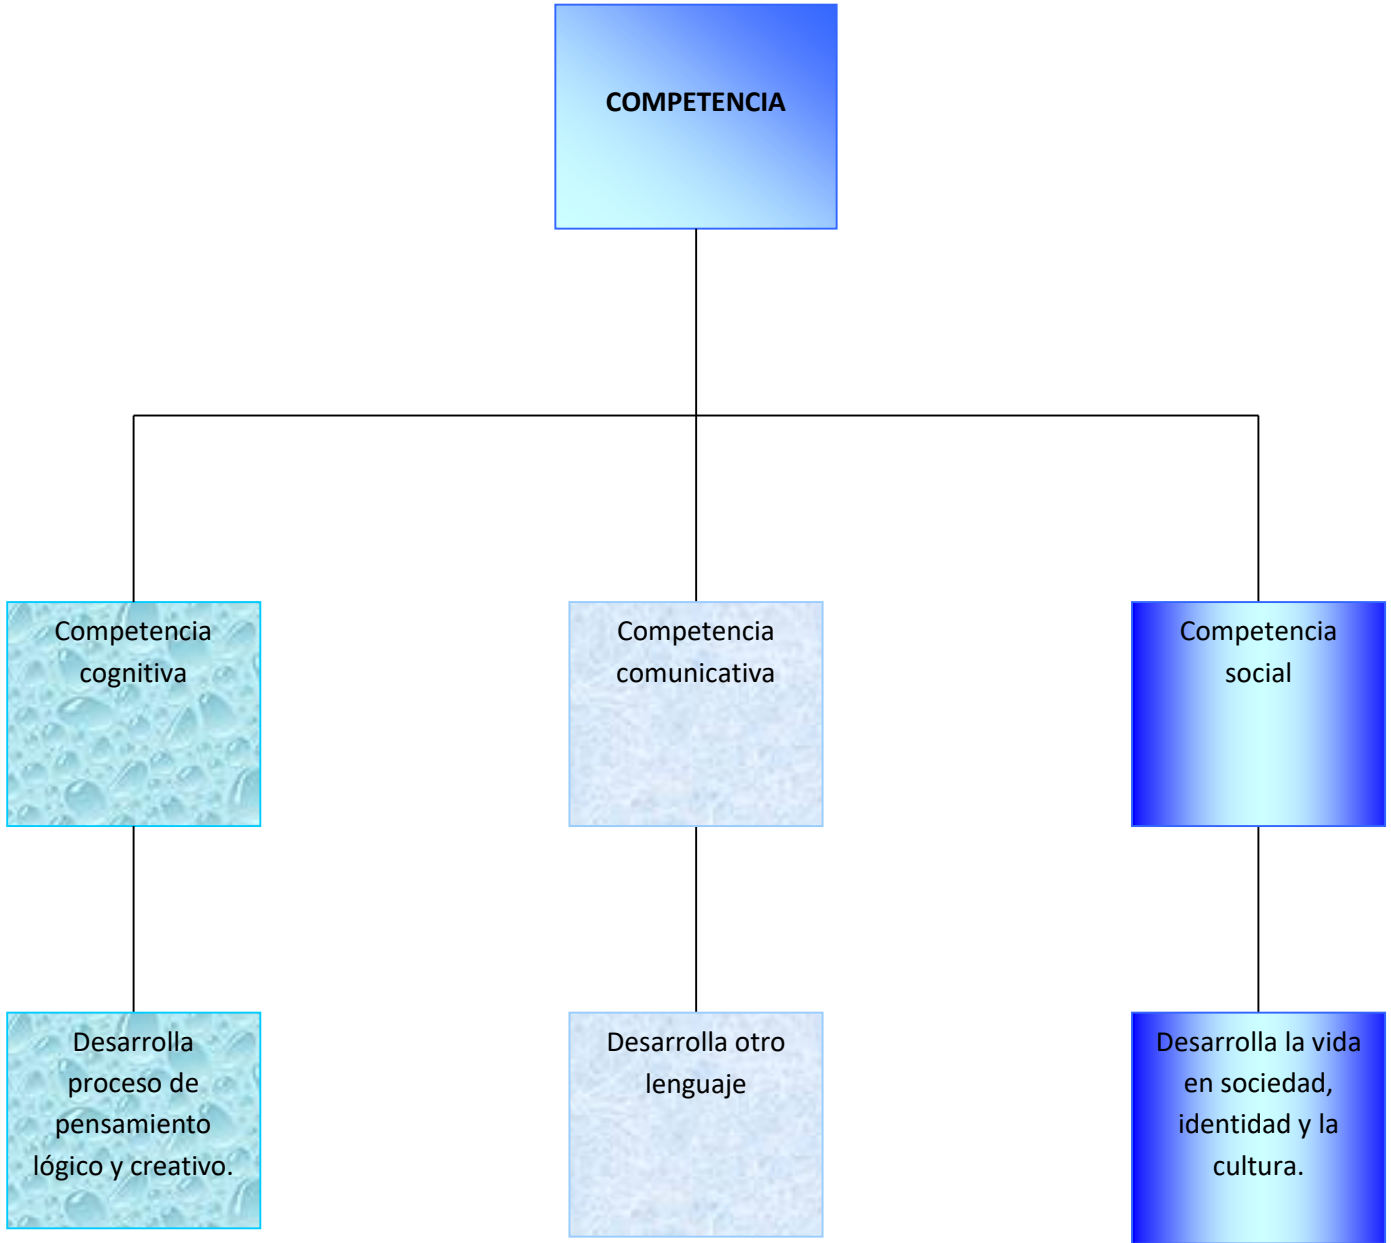 COMPETENCIA
Competencia
cognitiva
Competencia
comunicativa
Competencia
social
Desarrolla
proceso de
pensamiento
lógico y creativo.
Desarrolla otro
lenguaje
Desarrolla la vida
en sociedad,
identidad y la
cultura.